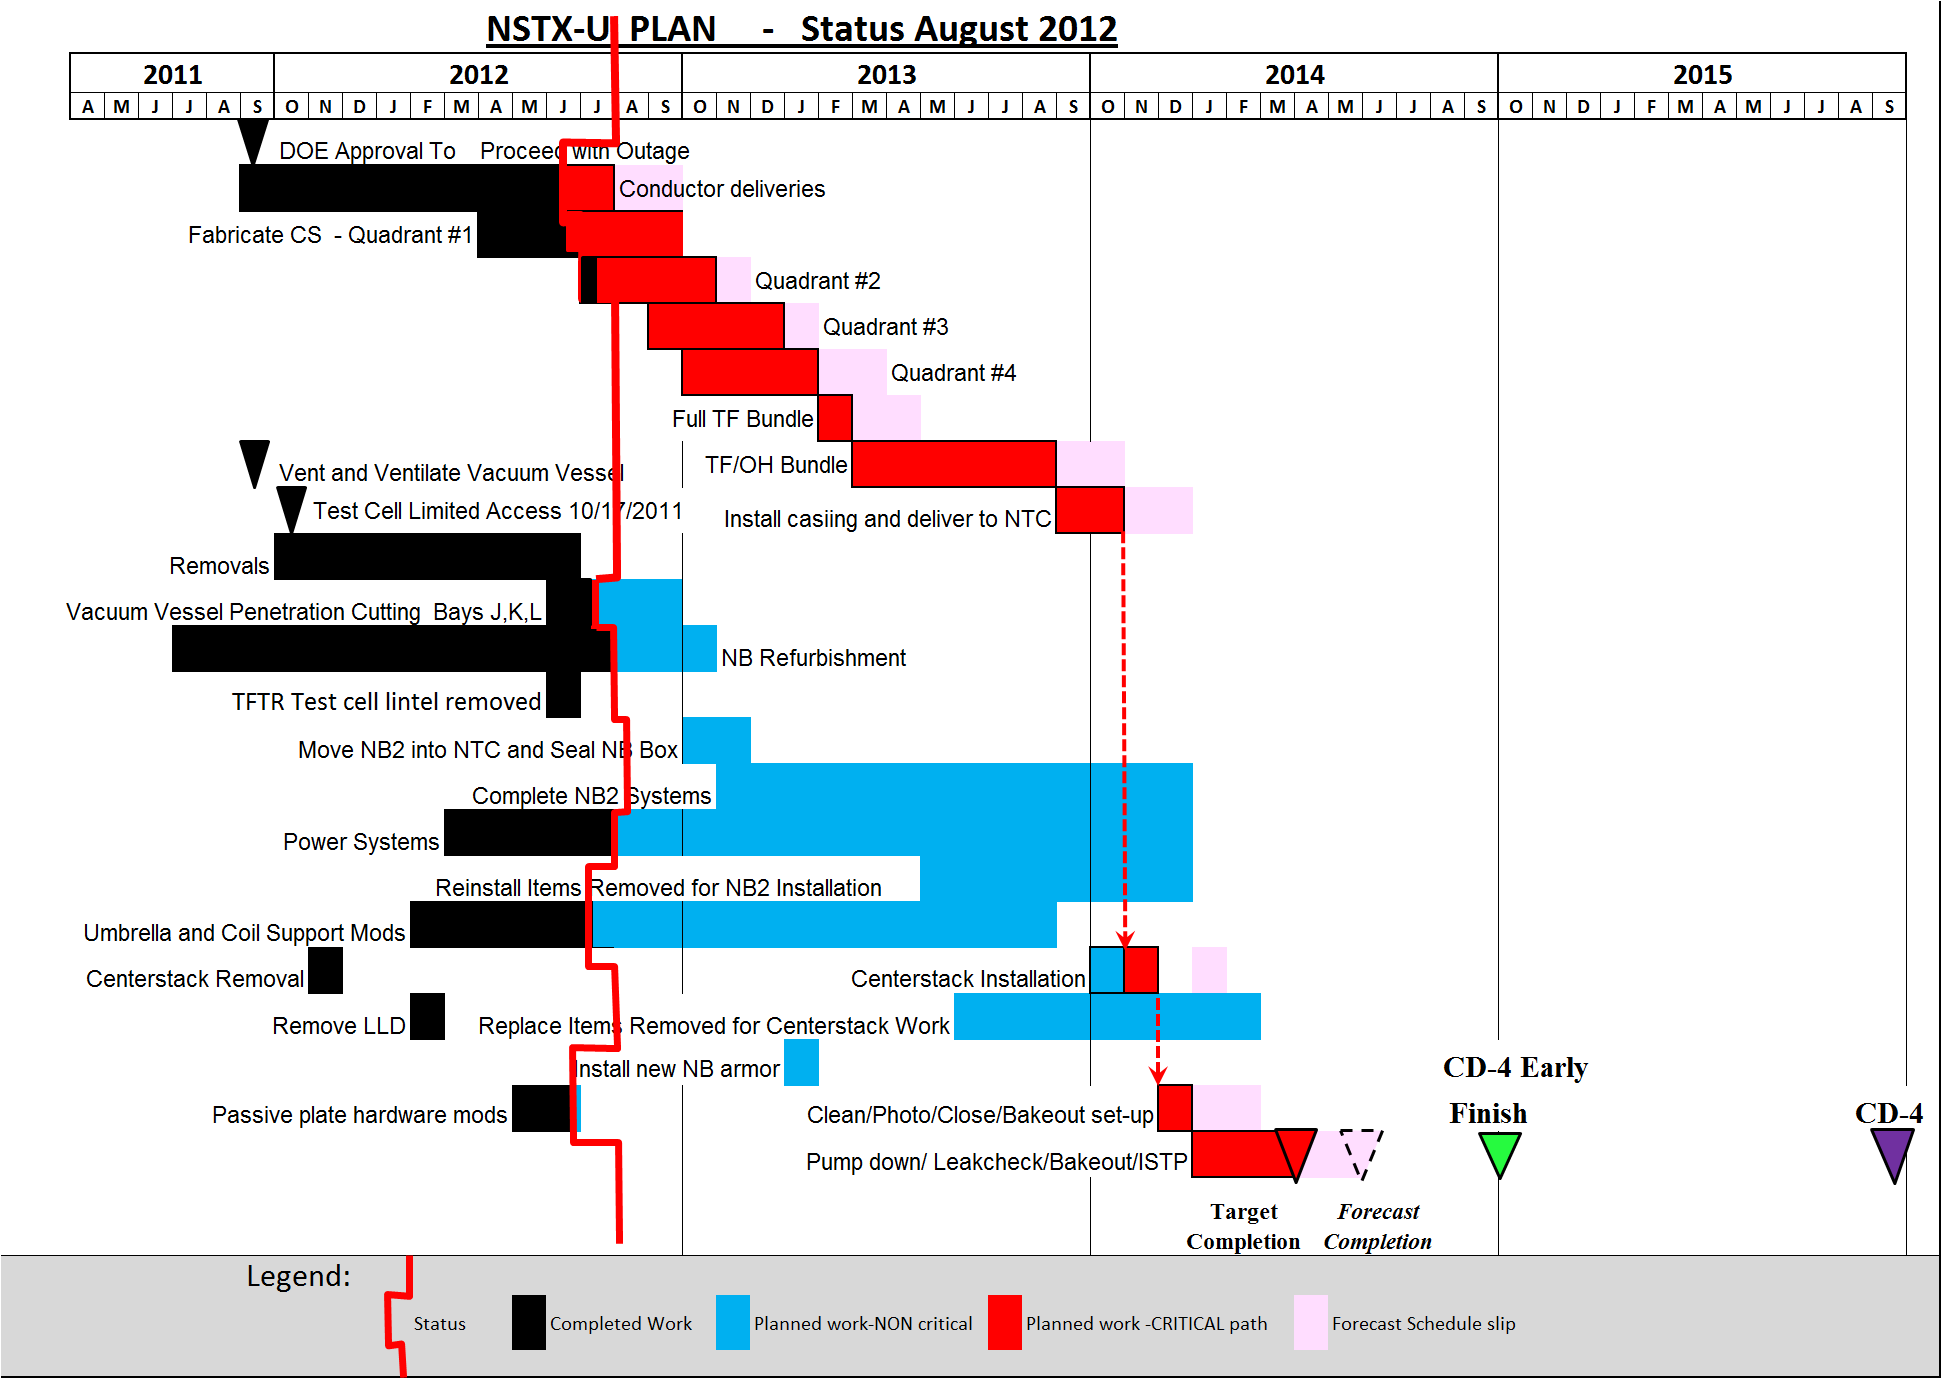 NSTX-U PLAN - Status August 2012
2011 2012 2013 2014 2015
A M J J A S O N D J F M A M J J A S O N D J F M A M J J A S O N D J F M A M J J A S O N D J F M A M J J A S
DOE Approval To Proceed with Outage
Conductor deliveries
Fabricate CS - Quadrant #1
Quadrant #2
Quadrant #3
Quadrant #4
Full TF Bundle
TF/OH Bundle
Vent and Ventilate Vacuum Vessel
Test Cell Limited Access 10/17/2011
Install casiing and deliver to NTC
Removals
Vacuum Vessel Penetration Cutting Bays J,K,L
NB Refurbishment
TFTR Test cell lintel removed
Move NB2 into NTC and Seal NB Box
Complete NB2 Systems
Power Systems
Reinstall Items Removed for NB2 Installation
Umbrella and Coil Support Mods
Centerstack Removal Centerstack Installation
Remove LLD Replace Items Removed for Centerstack Work
Install new NB armor
CD-4 Early
Finish
CD-4
Passive plate hardware mods Clean/Photo/Close/Bakeout set-up
Pump down/ Leakcheck/Bakeout/ISTP
Target
Completion
Forecast
Completion
Legend:
Status Completed Work Planned work-NON critical Planned work -CRITICAL path Forecast Schedule slip